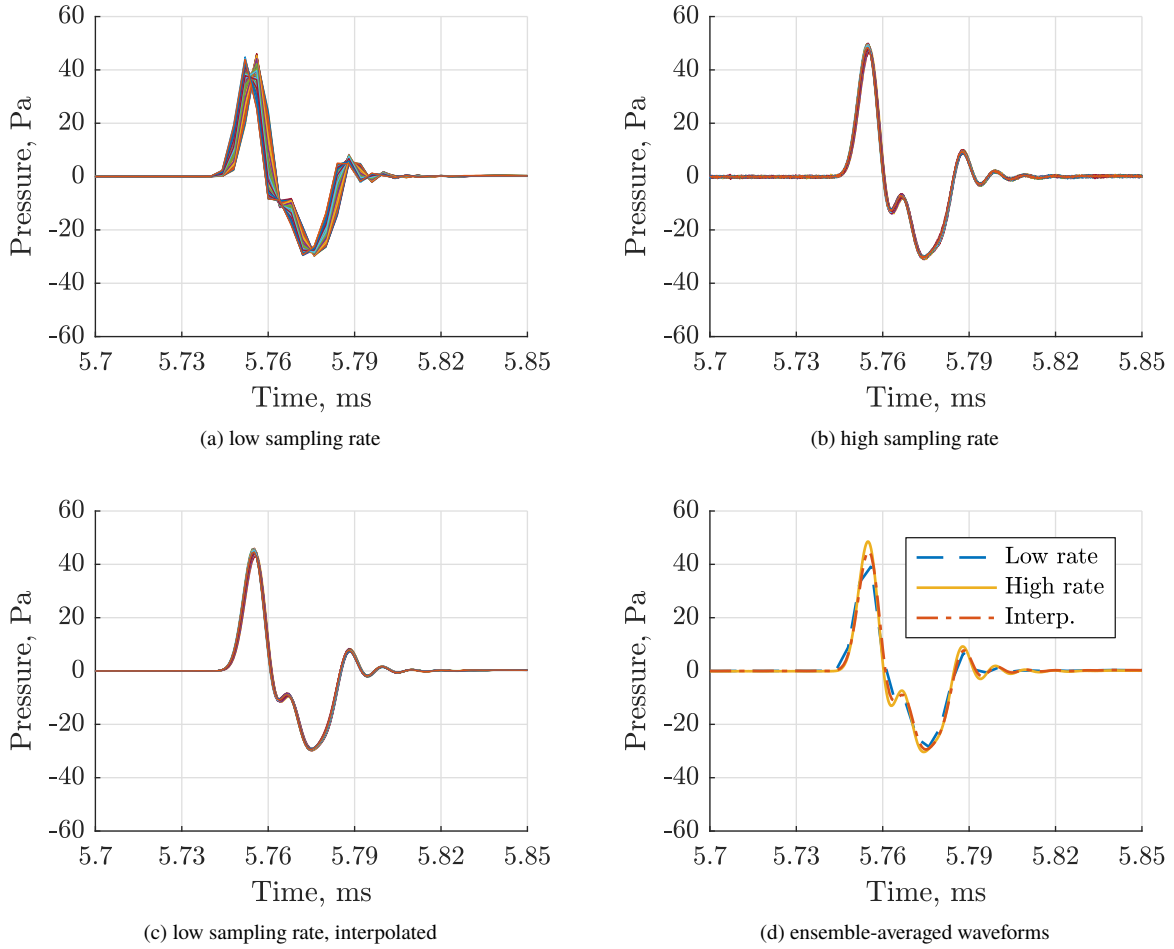 60
40
20
0
-20
-40
-60
Pressure, Pa
5.7 5.73 5.76 5.79 5.82 5.85
Time, ms
(a) low sampling rate
60
40
20
0
-20
-40
-60
Pressure, Pa
5.7 5.73 5.76 5.79 5.82 5.85
Time, ms
(b) high sampling rate
60
40
20
0
-20
-40
-60
Pressure, Pa
5.7 5.73 5.76 5.79 5.82 5.85
Time, ms
(c) low sampling rate, interpolated
60
40
20
0
-20
-40
-60
Pressure, Pa
Low rate
High rate
Interp.
5.7 5.73 5.76 5.79 5.82 5.85
Time, ms
(d) ensemble-averaged waveforms